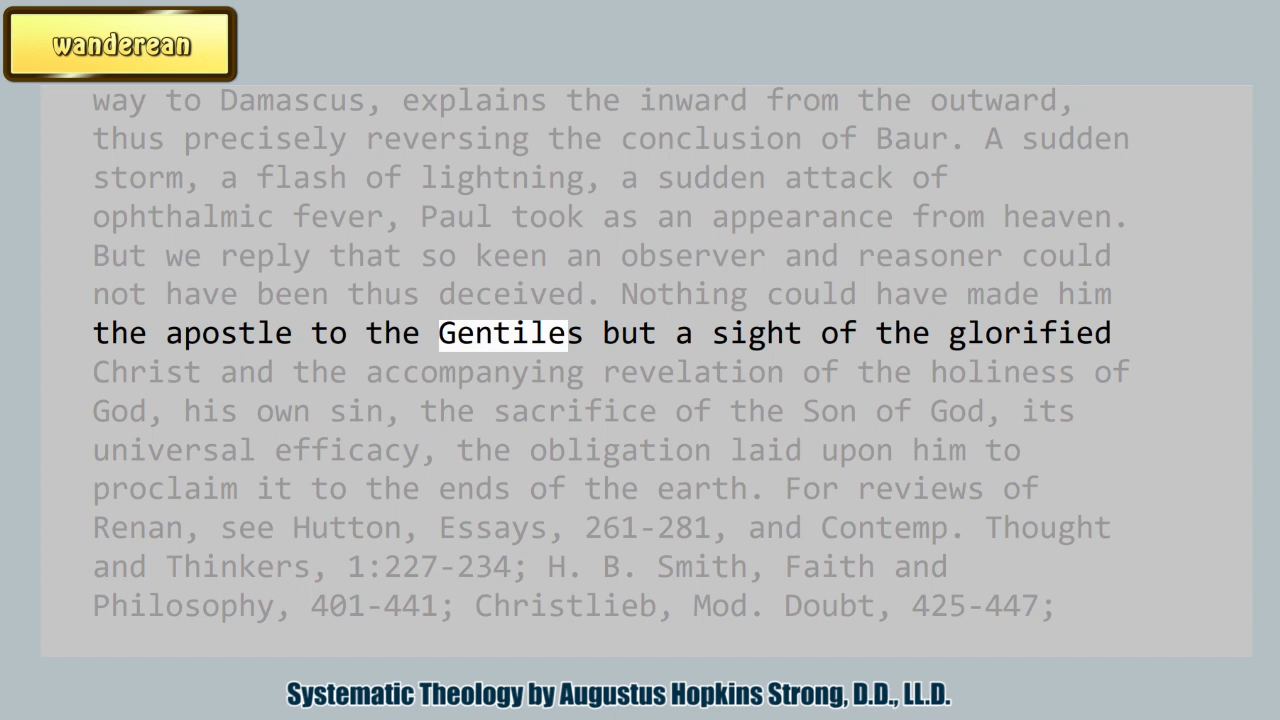 wanderean
way to Damascus, explains the inward from the outward,
thus precisely reversing the conclusion of Baur. A sudden
storm, a flash of lightning, a sudden attack of
ophthalmic fever, Paul took as an appearance from heaven.
But we reply that so keen an observer and reasoner could
not have been thus deceived. Nothing could have made him
the apostle to the Gentiles but a sight of the glorified
Christ and the accompanying revelation of the holiness of
God, his own sin, the sacrifice of the Son of God, its
universal efficacy, the obligation laid upon him to
proclaim it to the ends of the earth. For reviews of
Renan, see Hutton, Essays, 261-281, and Contemp. Thought
and Thinkers, 1:227-234; H. B. Smith, Faith and
Philosophy, 401-441; Christlieb, Mod. Doubt, 425-447;
Systematic Theology by Augustus Hopkins Strong, D.D., LL.D.